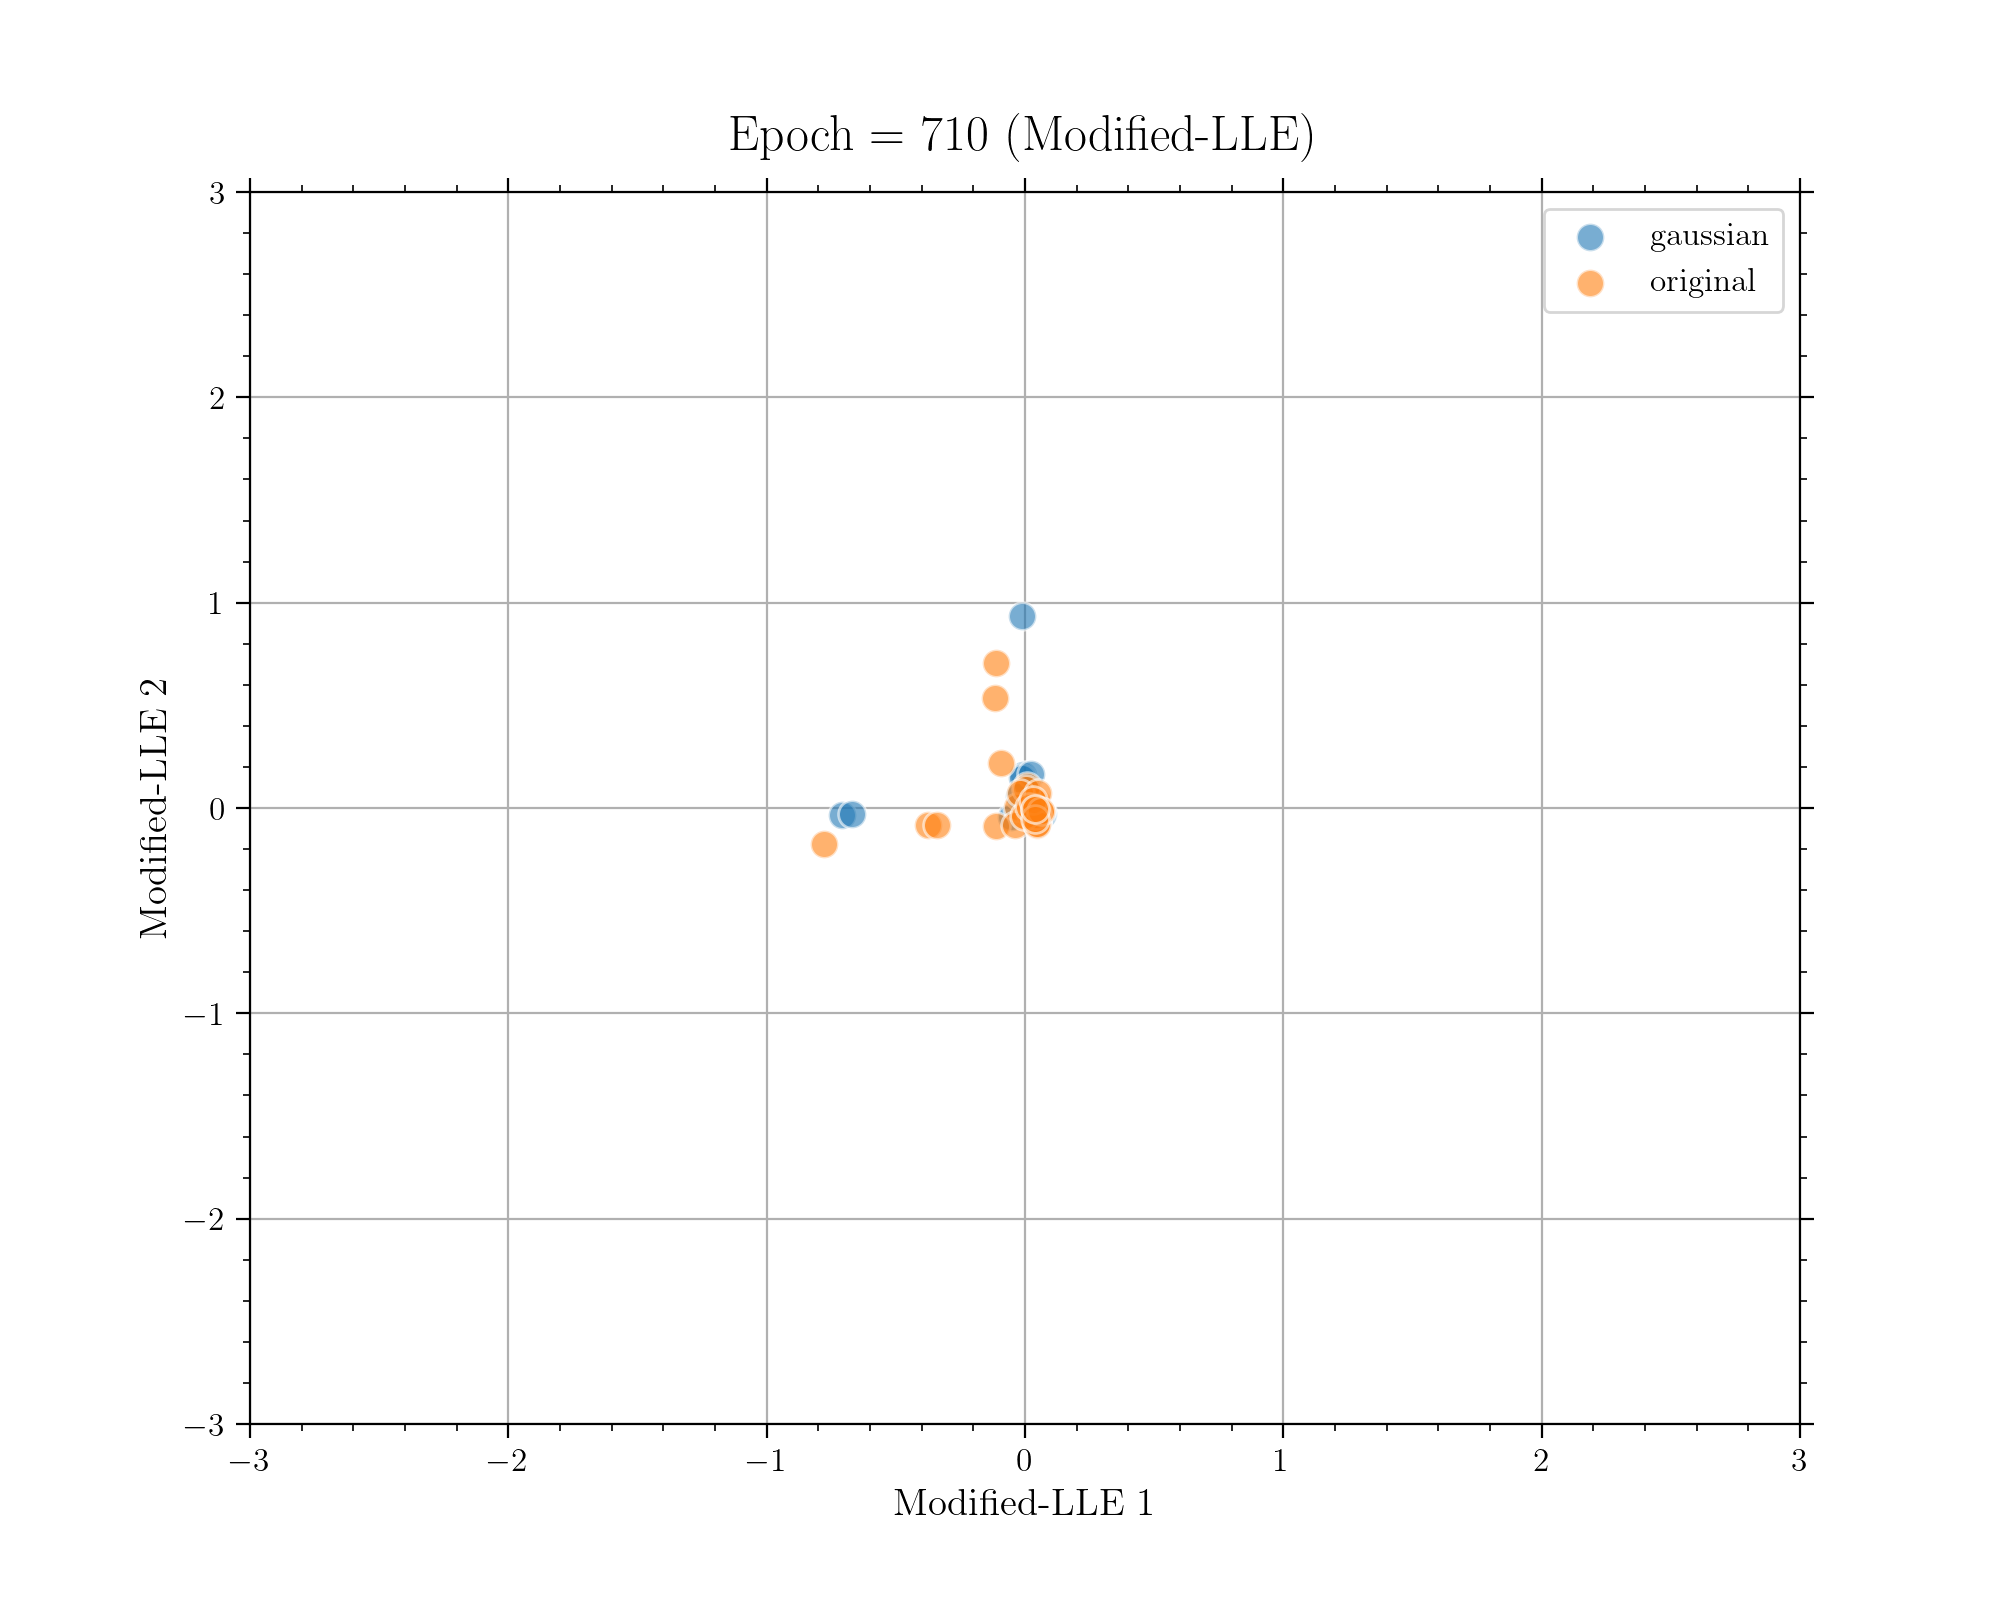 Epoch = 710 (Modified-LLE)
gaussian
original
3
2
1
0
−1
−2
−3
Modified-LLE 2
−3 −2 −1 0 1 2 3
Modified-LLE 1